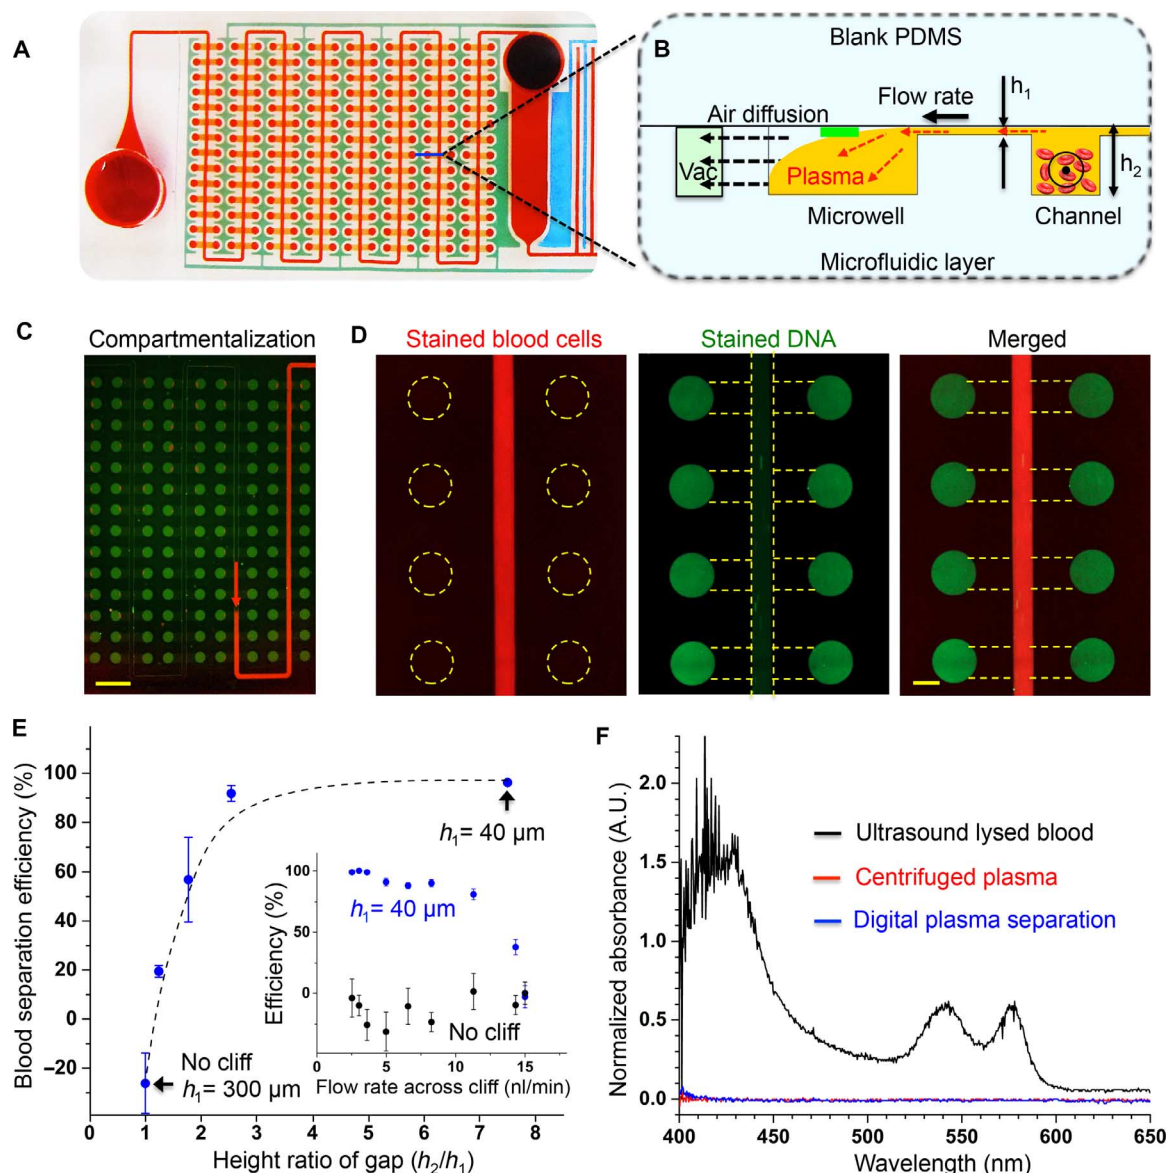 A
B
Blank PDMS
Flow rate
h1
Air diffusion
h2
Vac
Plasma
Microwell
Channel
Microfluidic layer
C
Compartmentalization
D
Stained blood cells
Stained DNA
Merged
E
Blood separation efficiency (%)
100
80
60
40
20
0
−20
No cliff
h1= 300 µm
h1= 40 µm
Efficiency (%)
100
50
0
h1= 40 µm
No cliff
0
5
10
15
Flow rate across cliff (nl/min)
0
1
2
3
4
5
6
7
8
Height ratio of gap (h2/h1)
F
Normalized absorbance (A.U.)
2.0
1.5
1.0
0.5
0.0
Ultrasound lysed blood
Centrifuged plasma
Digital plasma separation
400
450
500
550
600
650
Wavelength (nm)